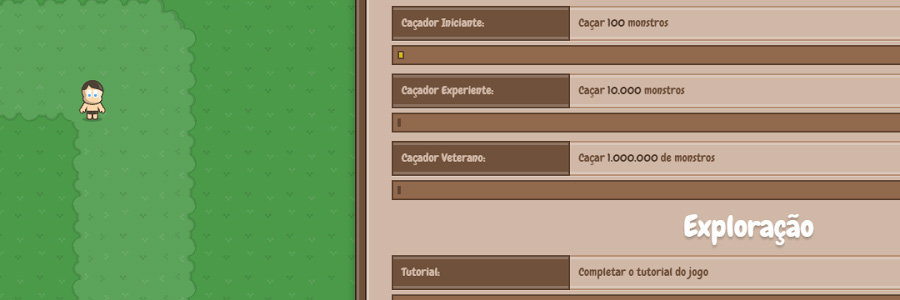 Caçador Iniciante: Caçar 100 monstros
Caçador Experiente: Caçar 10.000 monstros
Caçador Veterano: Caçar 1.000.000 de monstros
Exploração
Tutorial: Completar o tutorial do jogo